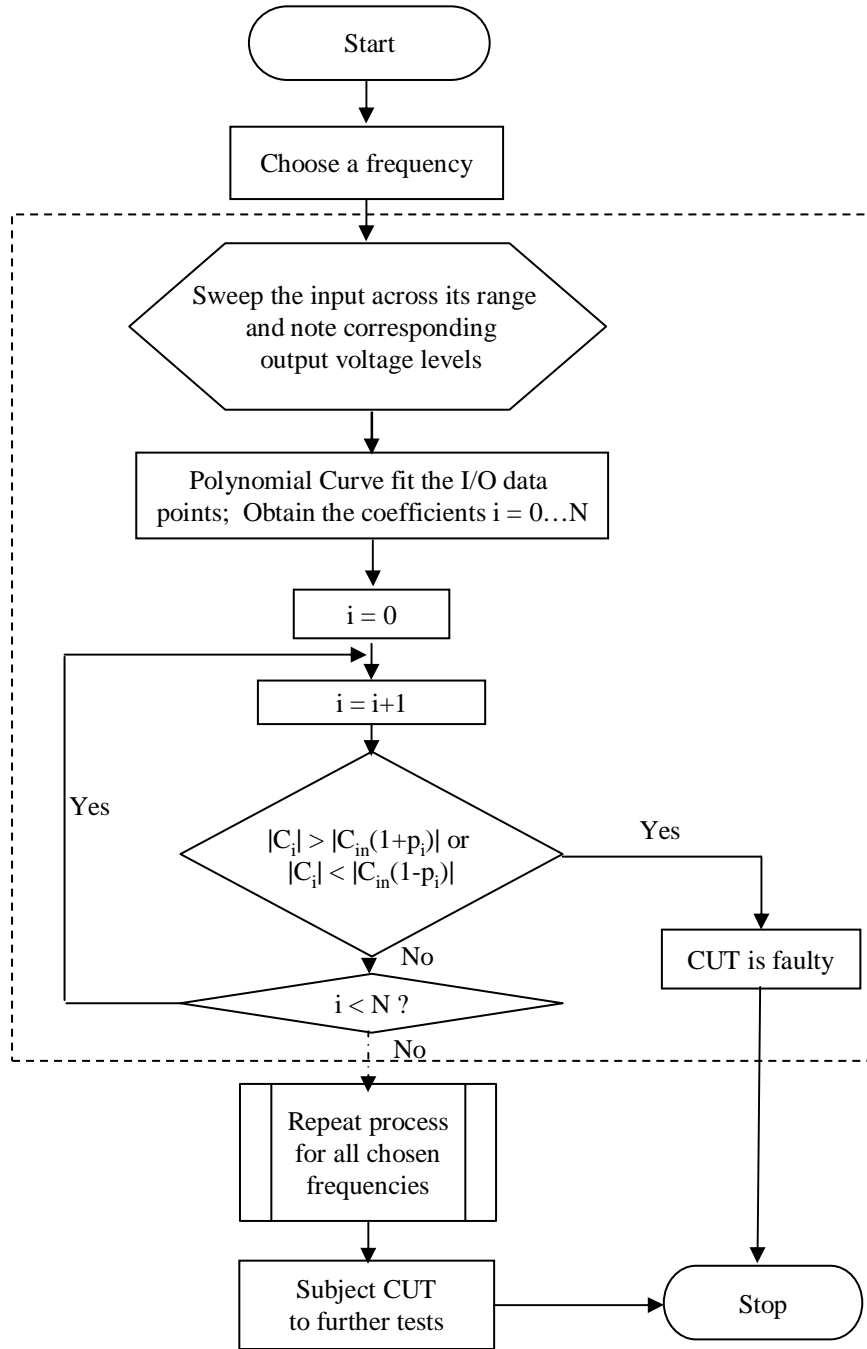 Start
Choose a frequency
Sweep the input across its range
and note corresponding
output voltage levels
Polynomial Curve fit the I/O data
points; Obtain the coefficients i = 0…N
i = 0
i = i+1
Yes
|C_i| > |C_in(1+p_i)| or
|C_i| < |C_in(1-p_i)|
Yes
No
CUT is faulty
i < N ?
No
Repeat process
for all chosen
frequencies
Subject CUT
to further tests
Stop